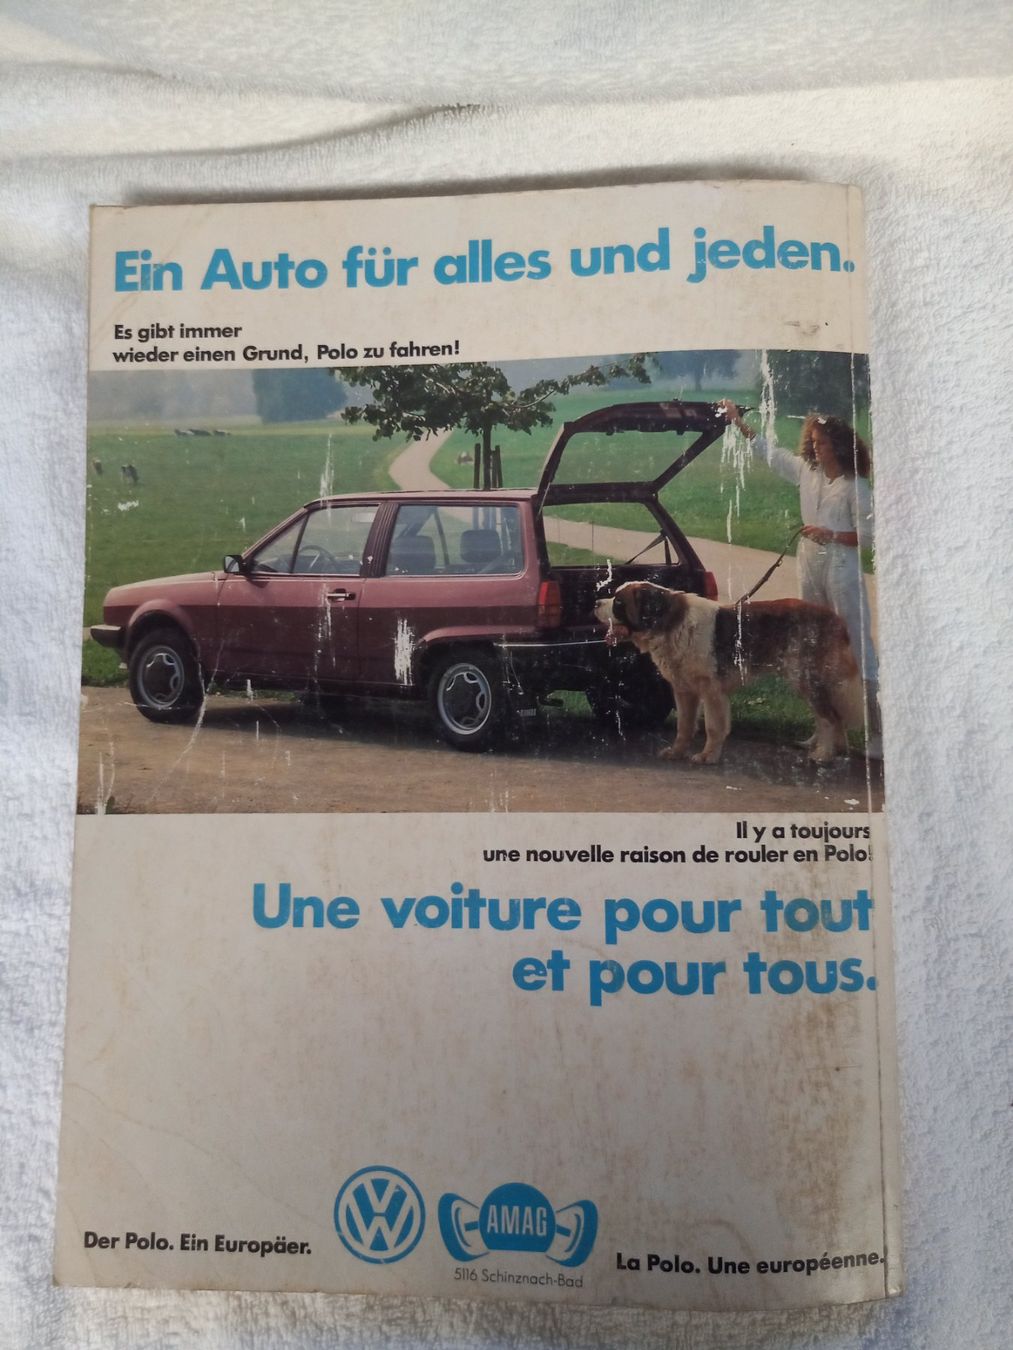 Ein Auto für alles und jeden.
Es gibt immer
wieder einen Grund, Polo zu fahren!
Il y a toujours
une nouvelle raison de rouler en Polo!
Une voiture pour tout
et pour tous.
Der Polo. Ein Européer.
VW
AMAG
5116 Schinznach-Bad
La Polo. Une européenne.